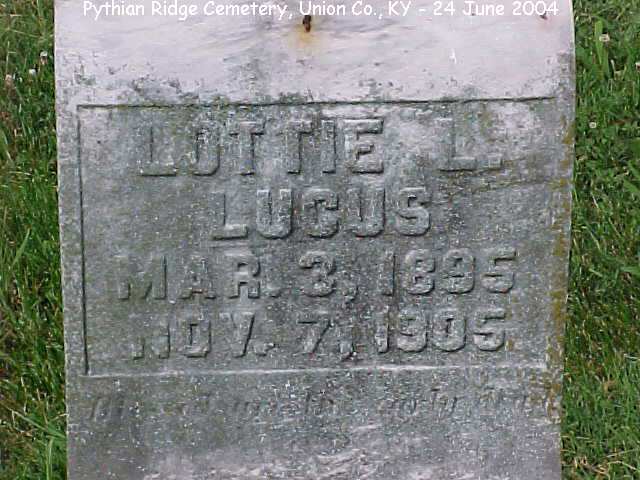 Pythian Ridge Cemetery, Union Co., KY - 24 June 2004
LOTTIE L.
LUCUS
MAR. 3, 1895
NOV. 7, 1905.